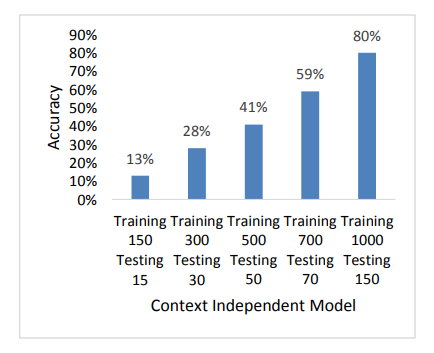 90%
80%
70%
60%
50%
40%
30%
20%
10%
0%
Accuracy
13%
28%
41%
59%
80%
Training Training Training Training Training
150 300 500 700 1000
Testing Testing Testing Testing Testing
15 30 50 70 150
Context Independent Model